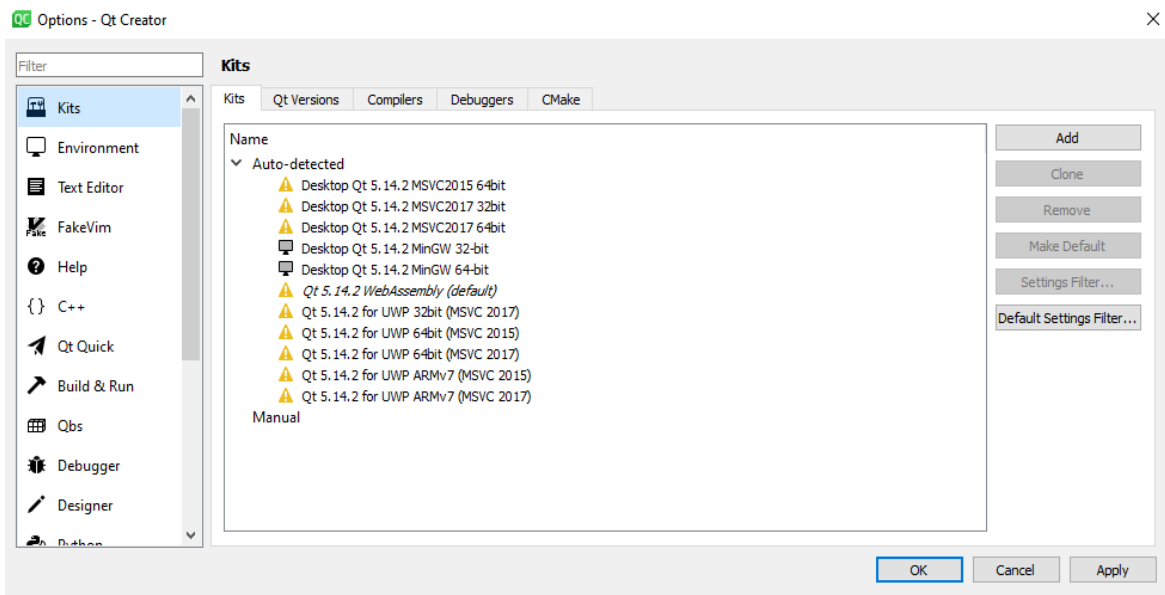 QC Options - Qt Creator
Filter
Kits
Environment
Text Editor
Fake FakeVim
Help
{} C++
Qt Quick
Build & Run
Qbs
Debugger
Designer
Python
Kits
Kits Qt Versions Compilers Debuggers CMake
Name
Auto-detected
Desktop Qt 5.14.2 MSVC2015 64bit
Desktop Qt 5.14.2 MSVC2017 32bit
Desktop Qt 5.14.2 MSVC2017 64bit
Desktop Qt 5.14.2 MinGW 32-bit
Desktop Qt 5.14.2 MinGW 64-bit
Qt 5.14.2 WebAssembly (default)
Qt 5.14.2 for UWP 32bit (MSVC 2017)
Qt 5.14.2 for UWP 64bit (MSVC 2015)
Qt 5.14.2 for UWP 64bit (MSVC 2017)
Qt 5.14.2 for UWP ARMv7 (MSVC 2015)
Qt 5.14.2 for UWP ARMv7 (MSVC 2017)
Manual
Add
Clone
Remove
Make Default
Settings Filter...
Default Settings Filter...
OK Cancel Apply